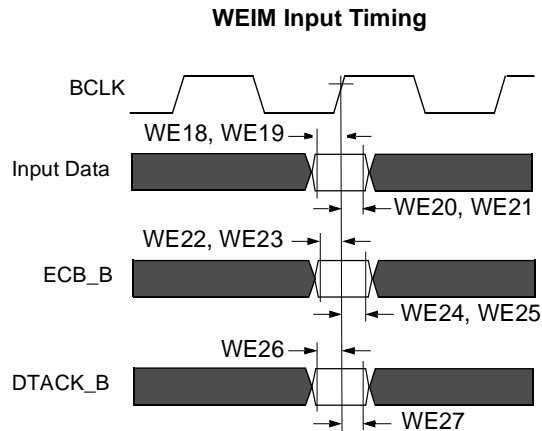 WEIM Input Timing
BCLK
WE18, WE19
Input Data
WE20, WE21
WE22, WE23
ECB_B
WE24, WE25
WE26
DTACK_B
WE27